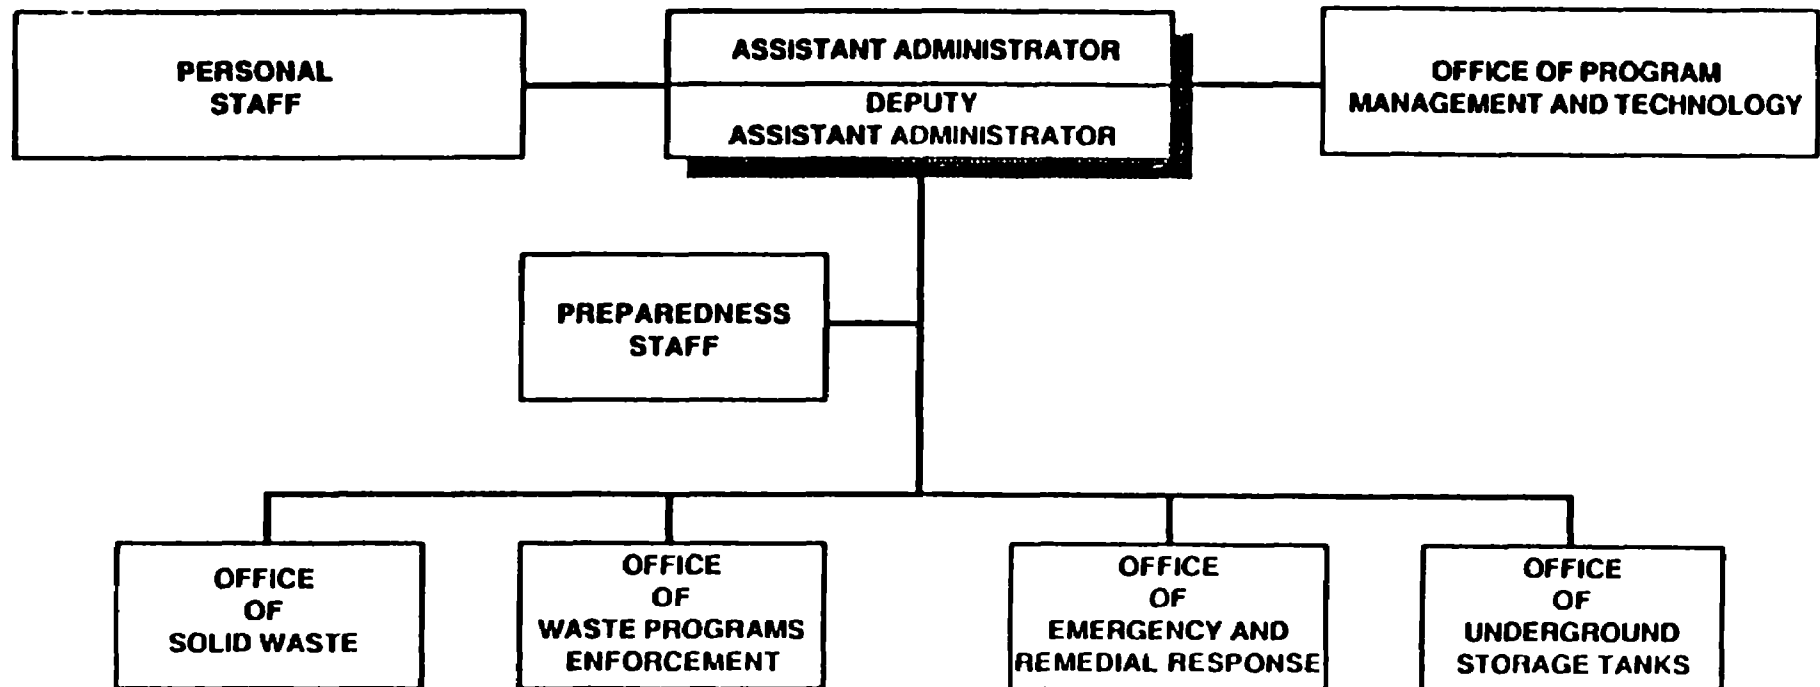 PERSONAL
STAFF
ASSISTANT ADMINISTRATOR
DEPUTY
ASSISTANT ADMINISTRATOR
OFFICE OF PROGRAM
MANAGEMENT AND TECHNOLOGY
PREPAREDNESS
STAFF
OFFICE
OF
SOLID WASTE
OFFICE
OF
WASTE PROGRAMS
ENFORCEMENT
OFFICE
OF
EMERGENCY AND
REMEDIAL RESPONSE
OFFICE
OF
UNDERGROUND
STORAGE TANKS